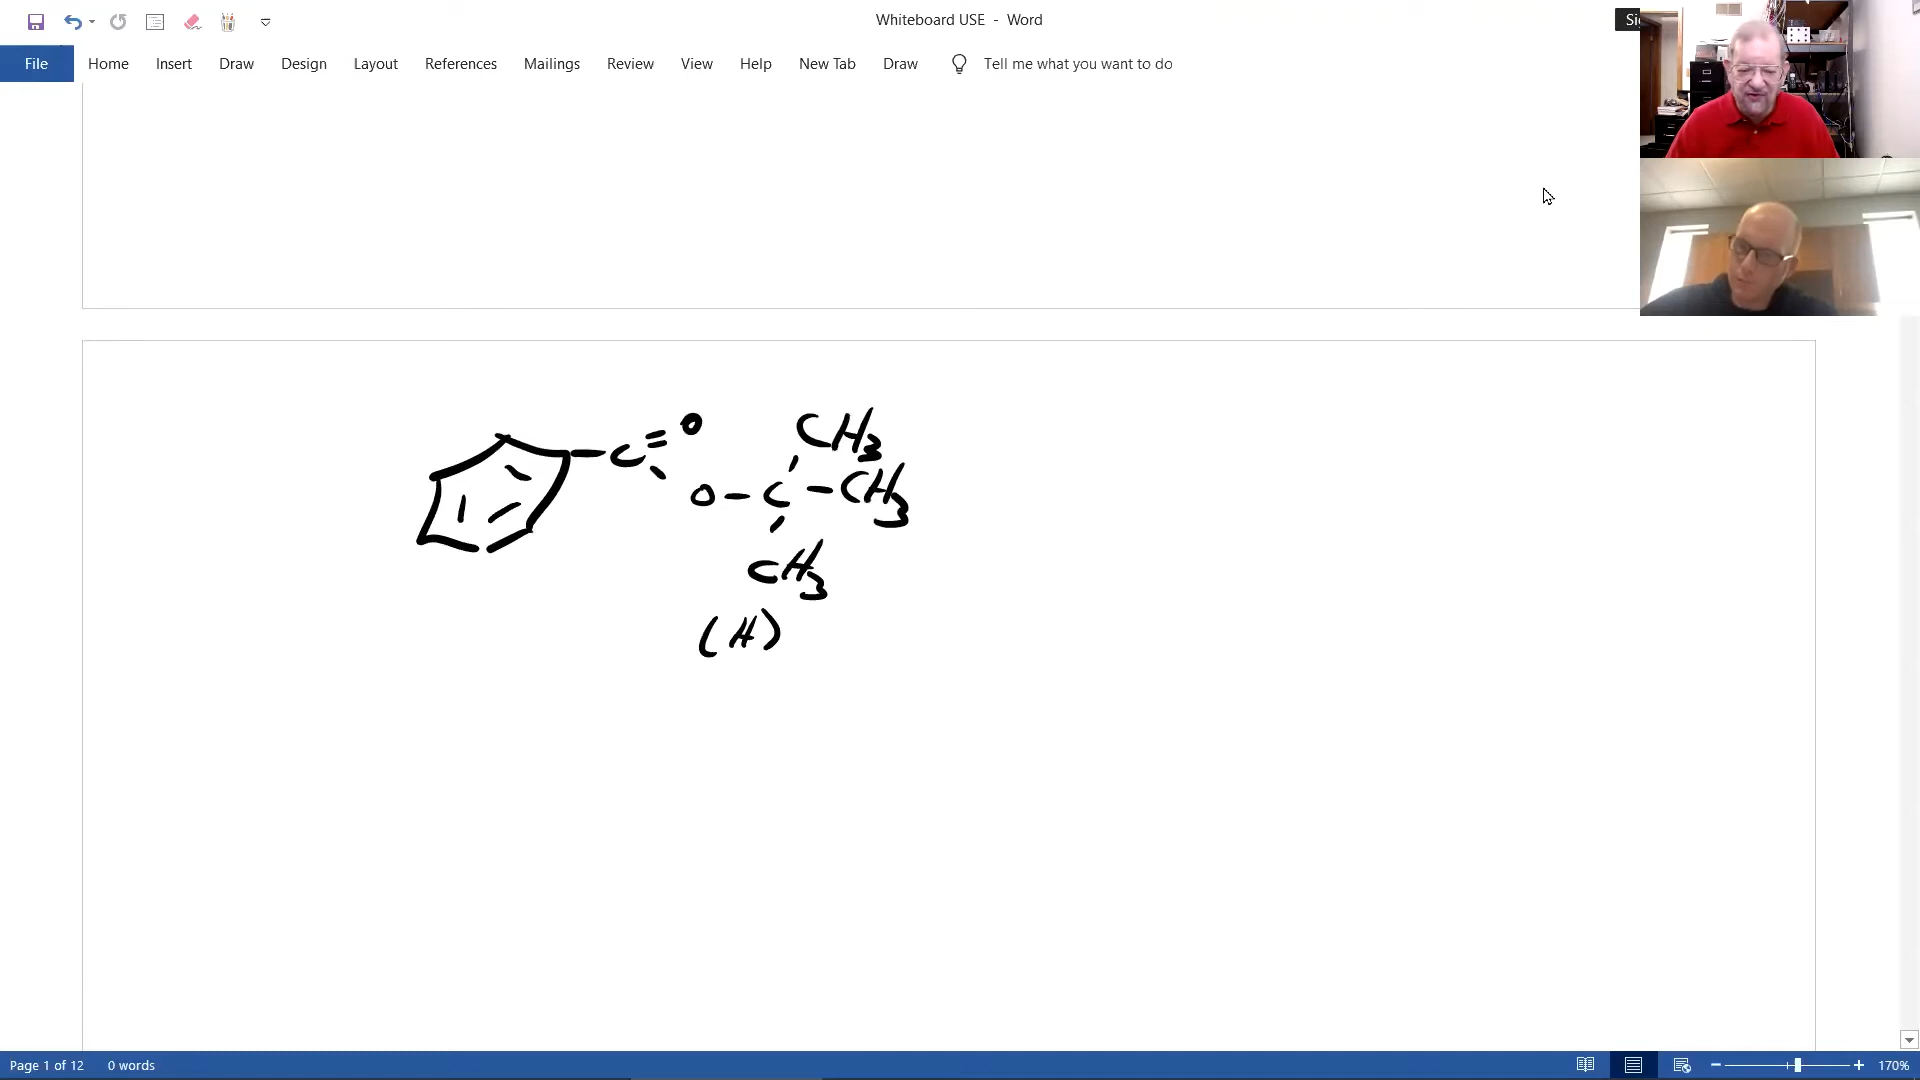 Whiteboard USE - Word
File Home Insert Draw Design Layout References Mailings Review View Help New Tab Draw Tell me what you want to do
CH3
C = O
O - C - CH3
CH3
(H)
Page 1 of 12 0 words
170%